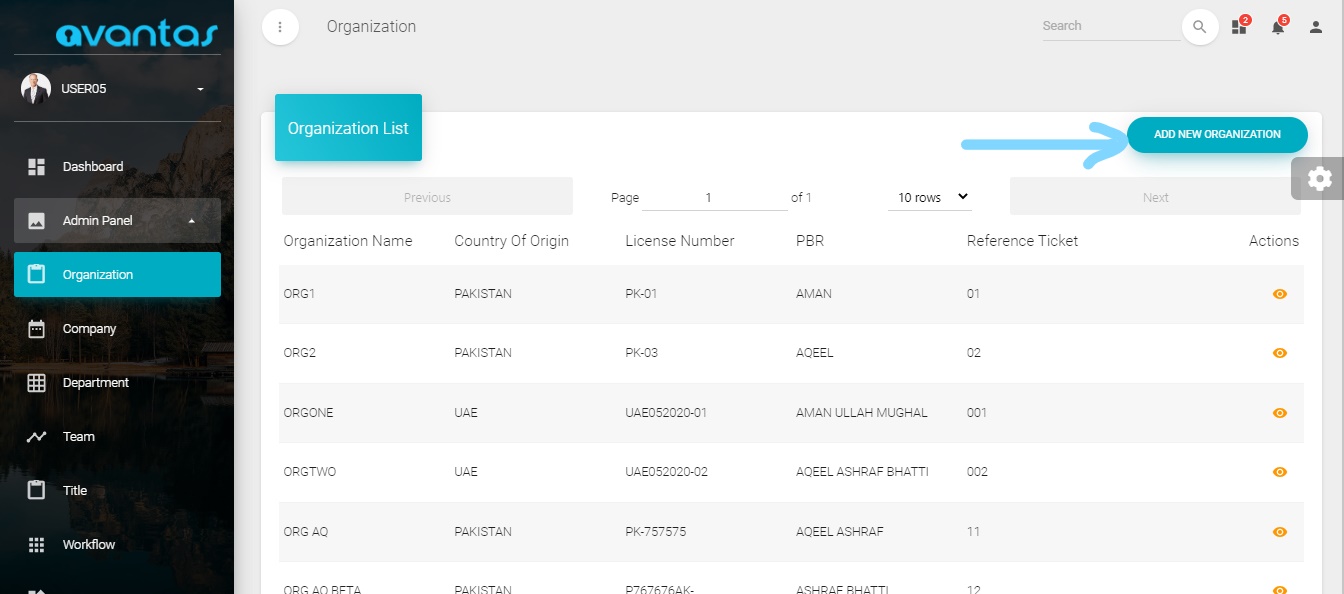 avantas
USER05
Dashboard
Admin Panel
Organization
Company
Department
Team
Title
Workflow
Organization
Search
2
5
Organization List
ADD NEW ORGANIZATION
Previous
Page 1 of 1
10 rows
Next
Organization Name Country Of Origin License Number PBR Reference Ticket Actions
ORG1 PAKISTAN PK-01 AMAN 01
ORG2 PAKISTAN PK-03 AQEEL 02
ORGONE UAE UAE052020-01 AMAN ULLAH MUGHAL 001
ORGTWO UAE UAE052020-02 AQEEL ASHRAF BHATTI 002
ORG AQ PAKISTAN PK-757575 AQEEL ASHRAF 11
ORG AQ BETA PAKISTAN P767676AK- ASHRAF BHATTI 12